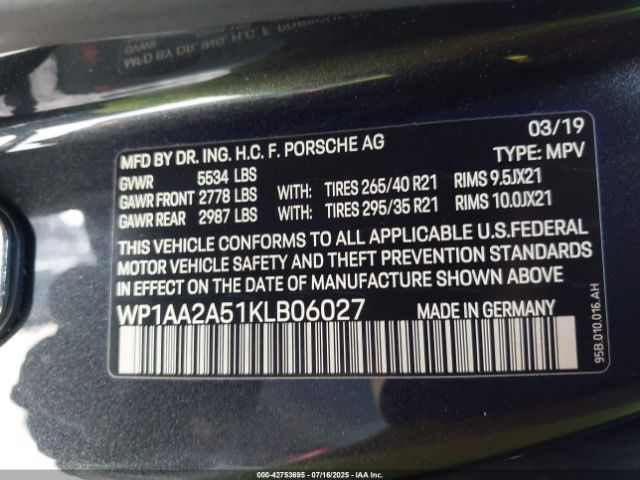 MFD BY DR. ING. H.C. F. PORSCHE AG 03/19
GVWR 5534 LBS TYPE: MPV
GAWR FRONT 2778 LBS WITH: TIRES 265/40 R21 RIMS 9.5JX21
GAWR REAR 2987 LBS WITH: TIRES 295/35 R21 RIMS 10.0JX21
THIS VEHICLE CONFORMS TO ALL APPLICABLE U.S.FEDERAL
MOTOR VEHICLE SAFETY AND THEFT PREVENTION STANDARDS
IN EFFECT ON THE DATE OF MANUFACTURE SHOWN ABOVE
WP1AA2A51KLB06027 MADE IN GERMANY
95B.010.016.AH
© 000-42753695 - 07/16/2025 - IAA Inc.